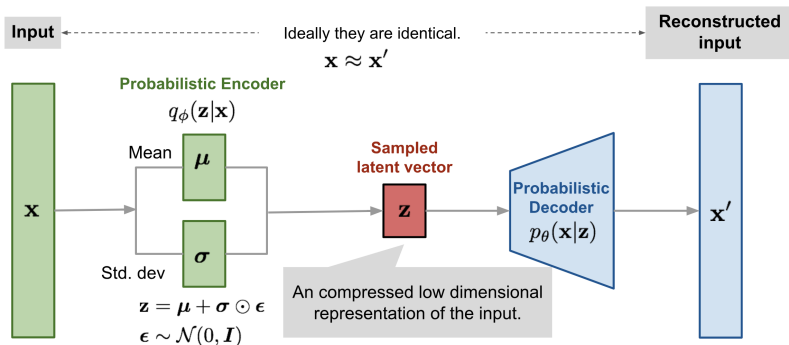 Input
Ideally they are identical.
x ≈ x′
Reconstructed
input
Probabilistic Encoder
qϕ(z|x)
Mean
μ
Sampled
latent vector
x
z
Probabilistic
Decoder
pθ(x|z)
x′
σ
Std. dev
z = μ + σ ⊙ ϵ
ϵ ∼ 𝒩(0, I)
An compressed low dimensional
representation of the input.